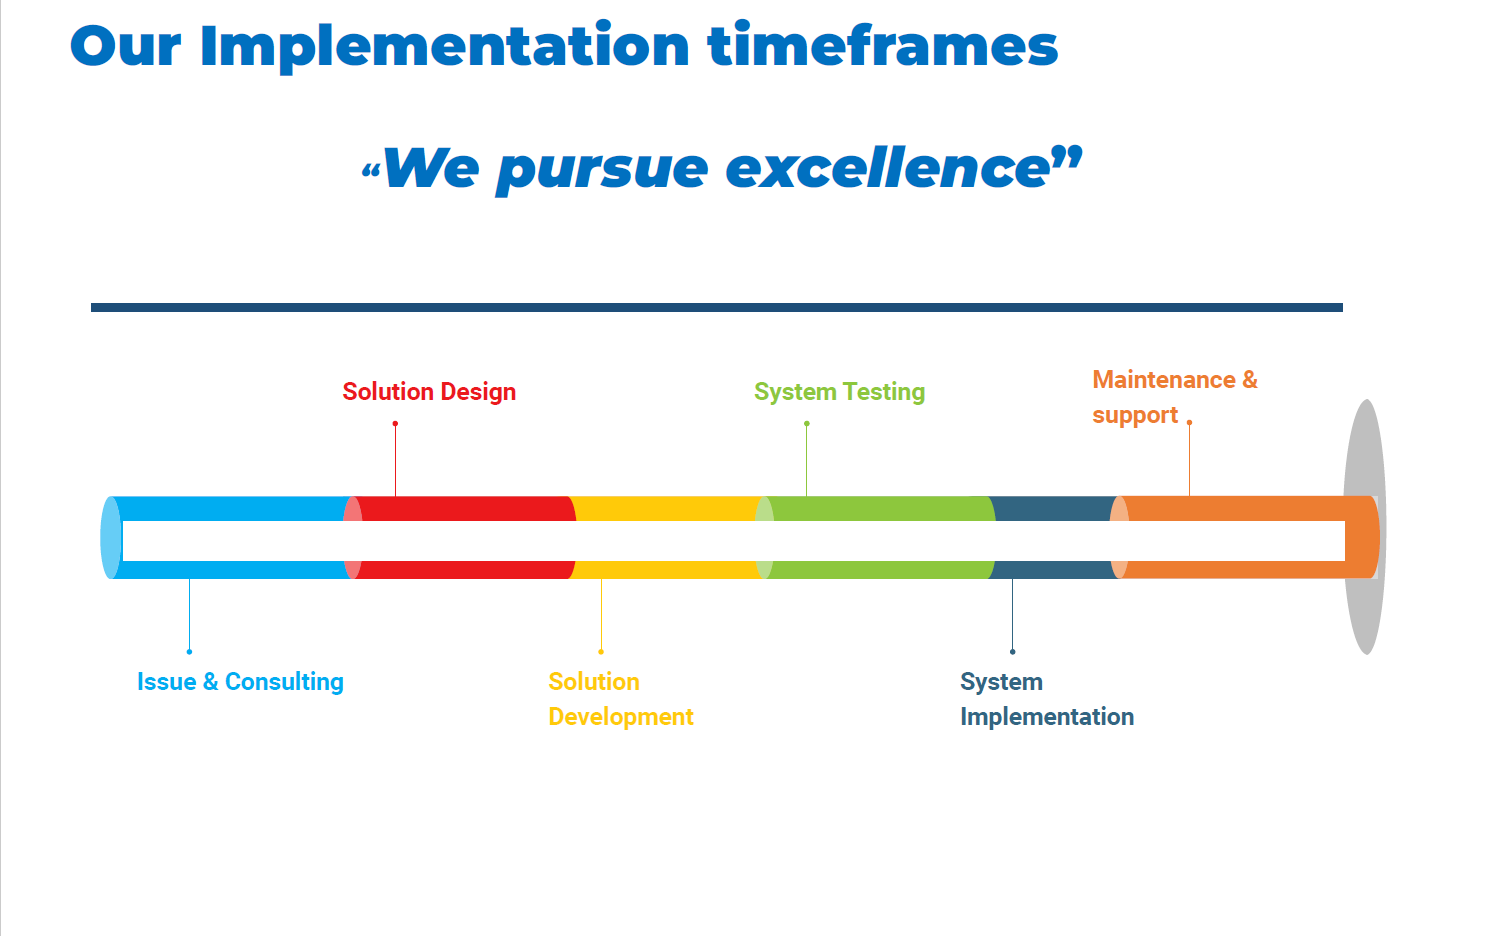 Our Implementation timeframes
“We pursue excellence”
Solution Design
System Testing
Maintenance &
support
Issue & Consulting
Solution
Development
System
Implementation